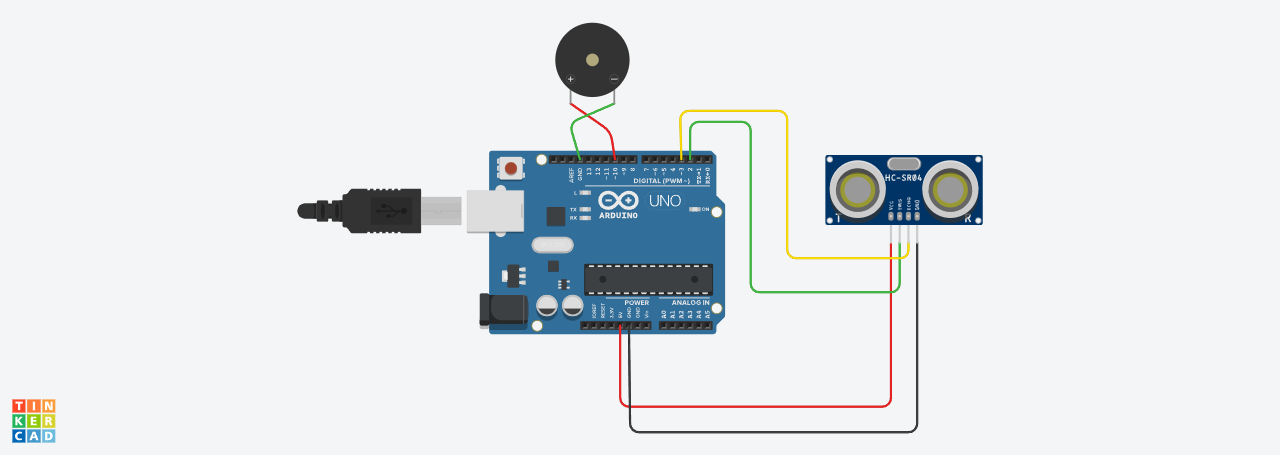 + −
AREF
GND
13
12
~11
~10
~9
8
7
~6
~5
4
~3
2
TX→1
RX←0
DIGITAL (PWM~)
L
TX
RX
UNO
ON
ARDUINO
HC-SR04
VCC
TRIG
ECHO
GND
T R
POWER ANALOG IN
IOREF
RESET
3.3V
5V
GND
GND
Vin
A0
A1
A2
A3
A4
A5
TIN
KER
CAD